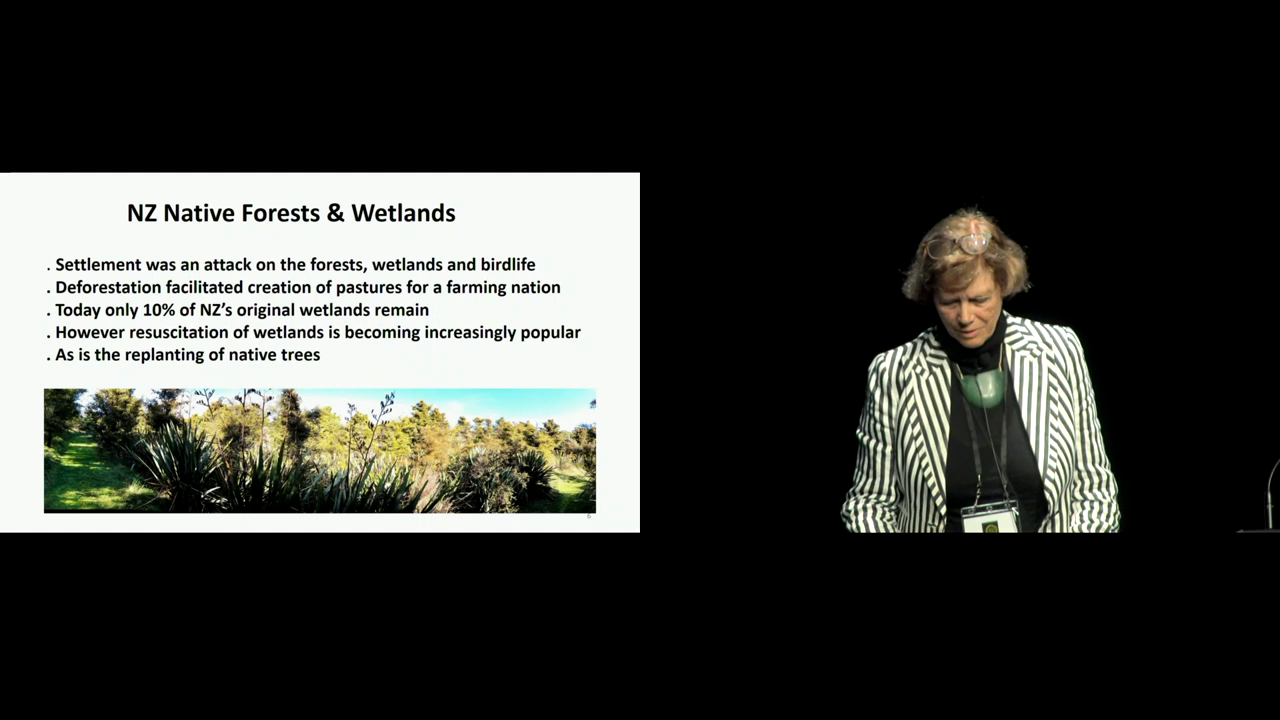 NZ Native Forests & Wetlands
. Settlement was an attack on the forests, wetlands and birdlife
. Deforestation facilitated creation of pastures for a farming nation
. Today only 10% of NZ’s original wetlands remain
. However resuscitation of wetlands is becoming increasingly popular
. As is the replanting of native trees
6